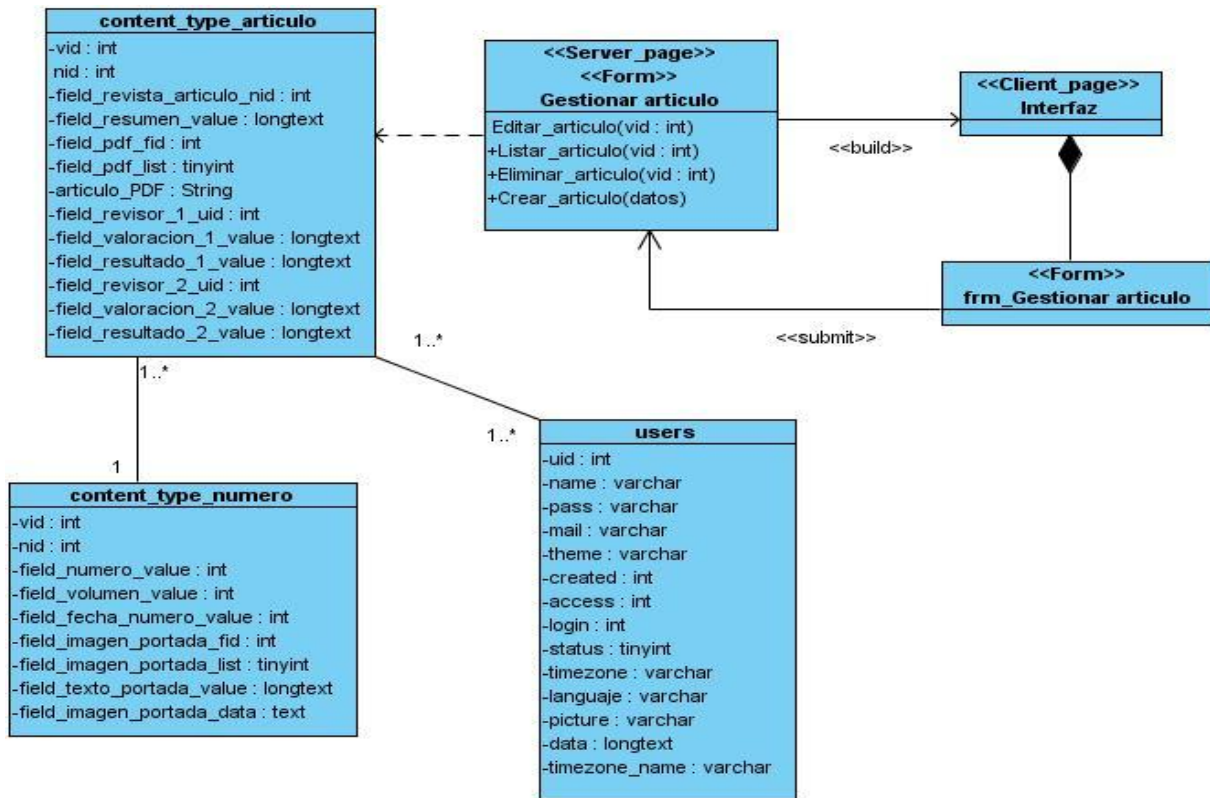 content_type_articulo
-vid : int
nid : int
-field_revista_articulo_nid : int
-field_resumen_value : longtext
-field_pdf_fid : int
-field_pdf_list : tinyint
-articulo_PDF : String
-field_revisor_1_uid : int
-field_valoracion_1_value : longtext
-field_resultado_1_value : longtext
-field_revisor_2_uid : int
-field_valoracion_2_value : longtext
-field_resultado_2_value : longtext
<<Server_page>>
<<Form>>
Gestionar articulo
Editar_articulo(vid : int)
+Listar_articulo(vid : int)
+Eliminar_articulo(vid : int)
+Crear_articulo(datos)
<<build>>
<<Client_page>>
Interfaz
<<Form>>
frm_Gestionar articulo
<<submit>>
1..*
1..*
1..*
1
content_type_numero
-vid : int
-nid : int
-field_numero_value : int
-field_volumen_value : int
-field_fecha_numero_value : int
-field_imagen_portada_fid : int
-field_imagen_portada_list : tinyint
-field_texto_portada_value : longtext
-field_imagen_portada_data : text
users
-uid : int
-name : varchar
-pass : varchar
-mail : varchar
-theme : varchar
-created : int
-access : int
-login : int
-status : tinyint
-timezone : varchar
-languaje : varchar
-picture : varchar
-data : longtext
-timezone_name : varchar